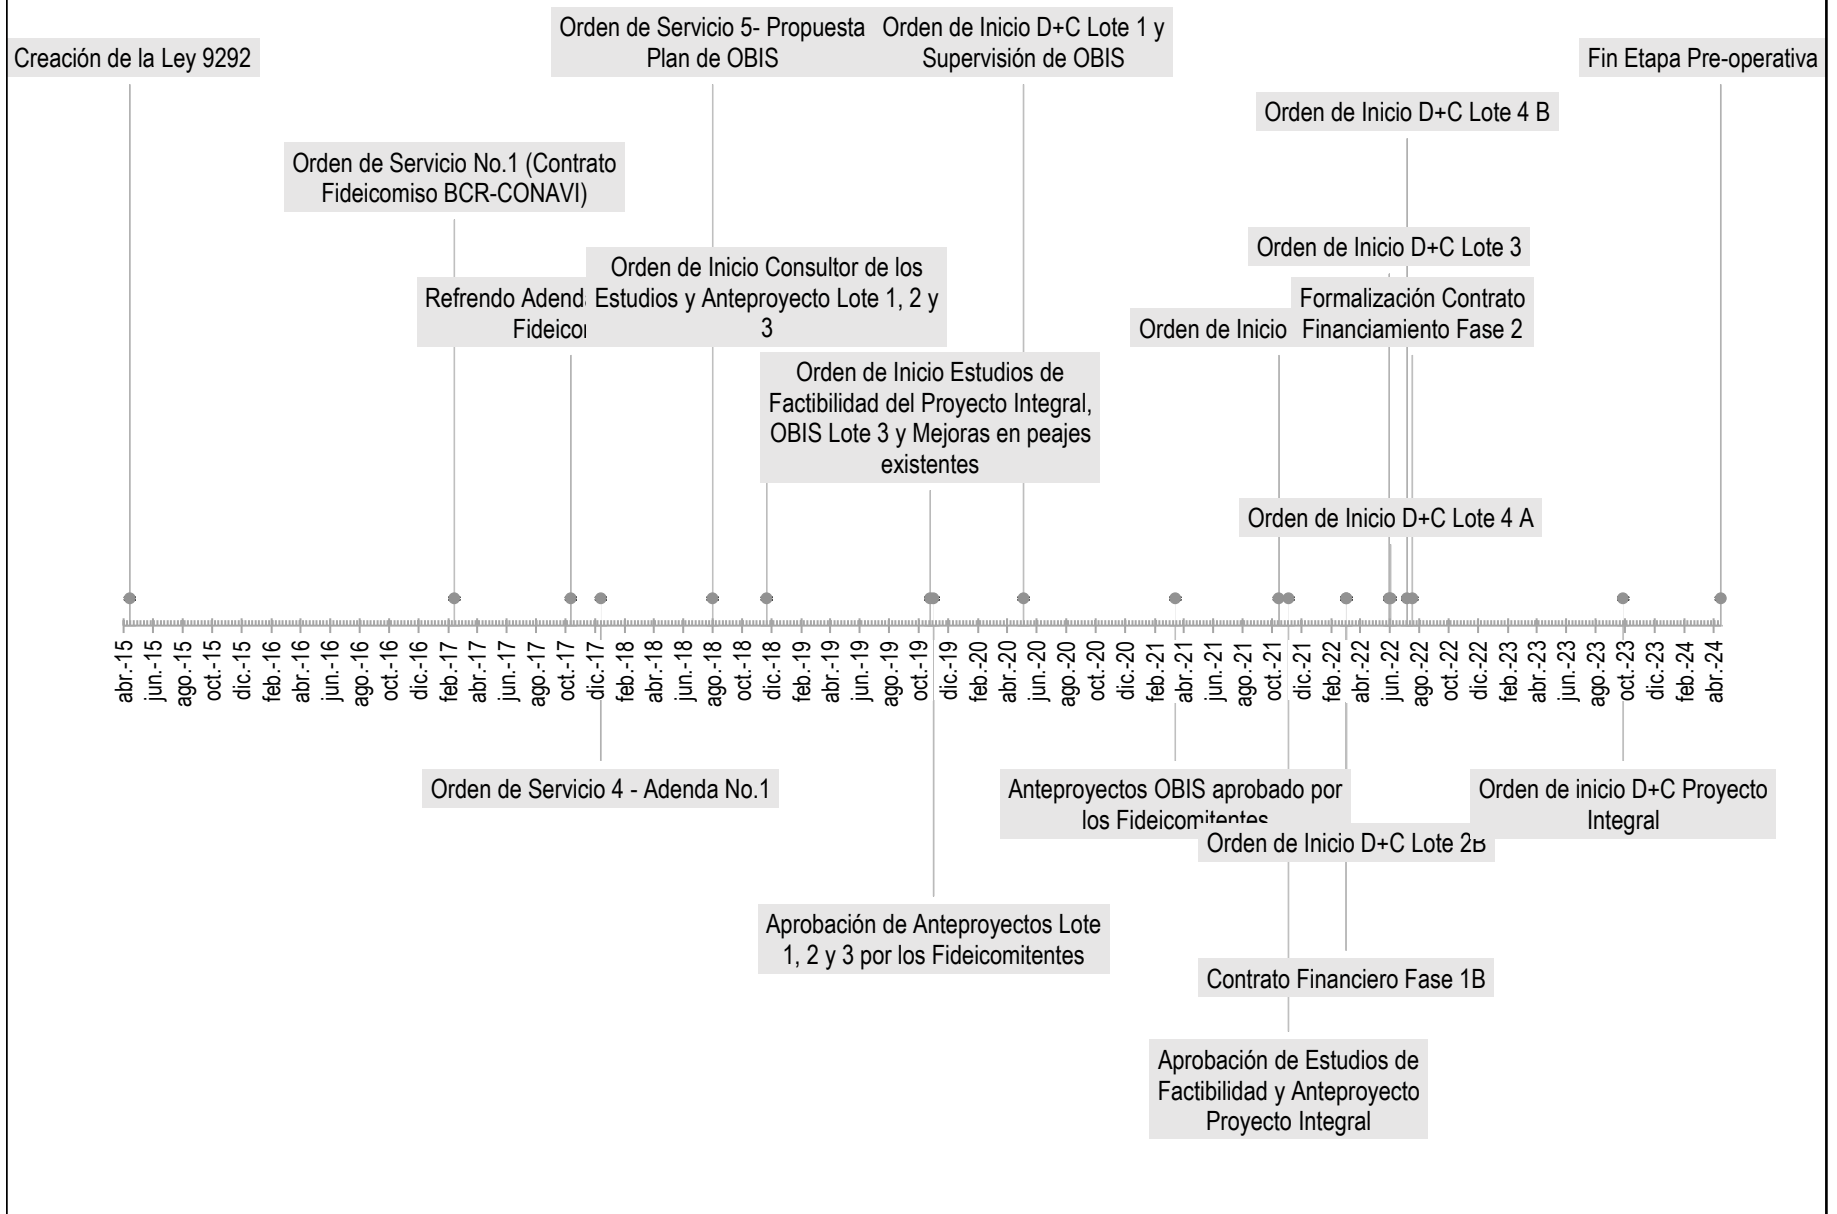 Orden de Servicio 5- Propuesta
Plan de OBIS
Orden de Inicio D+C Lote 1 y
Supervisión de OBIS
Creación de la Ley 9292
Fin Etapa Pre-operativa
Orden de Inicio D+C Lote 4 B
Orden de Servicio No.1 (Contrato
Fideicomiso BCR-CONAVI)
Orden de Inicio D+C Lote 3
Orden de Inicio Consultor de los
Estudios y Anteproyecto Lote 1, 2 y
3
Refrendo
Formalización Contrato
Financiamiento Fase 2
Orden de Inicio
Orden de Inicio Estudios de
Factibilidad del Proyecto Integral,
OBIS Lote 3 y Mejoras en peajes
existentes
Orden de Inicio D+C Lote 4 A
abr.-15
jun.-15
ago.-15
oct.-15
dic.-15
feb.-16
abr.-16
jun.-16
ago.-16
oct.-16
dic.-16
feb.-17
abr.-17
jun.-17
ago.-17
oct.-17
dic.-17
feb.-18
abr.-18
jun.-18
ago.-18
oct.-18
dic.-18
feb.-19
abr.-19
jun.-19
ago.-19
oct.-19
dic.-19
feb.-20
abr.-20
jun.-20
ago.-20
oct.-20
dic.-20
feb.-21
abr.-21
jun.-21
ago.-21
oct.-21
dic.-21
feb.-22
abr.-22
jun.-22
ago.-22
oct.-22
dic.-22
feb.-23
abr.-23
jun.-23
ago.-23
oct.-23
dic.-23
feb.-24
abr.-24
Orden de Servicio 4 - Adenda No.1
Anteproyectos OBIS aprobado por
los Fideicomitentes
Orden de inicio D+C Proyecto
Integral
Orden de Inicio D+C Lote 2B
Aprobación de Anteproyectos Lote
1, 2 y 3 por los Fideicomitentes
Contrato Financiero Fase 1B
Aprobación de Estudios de
Factibilidad y Anteproyecto
Proyecto Integral